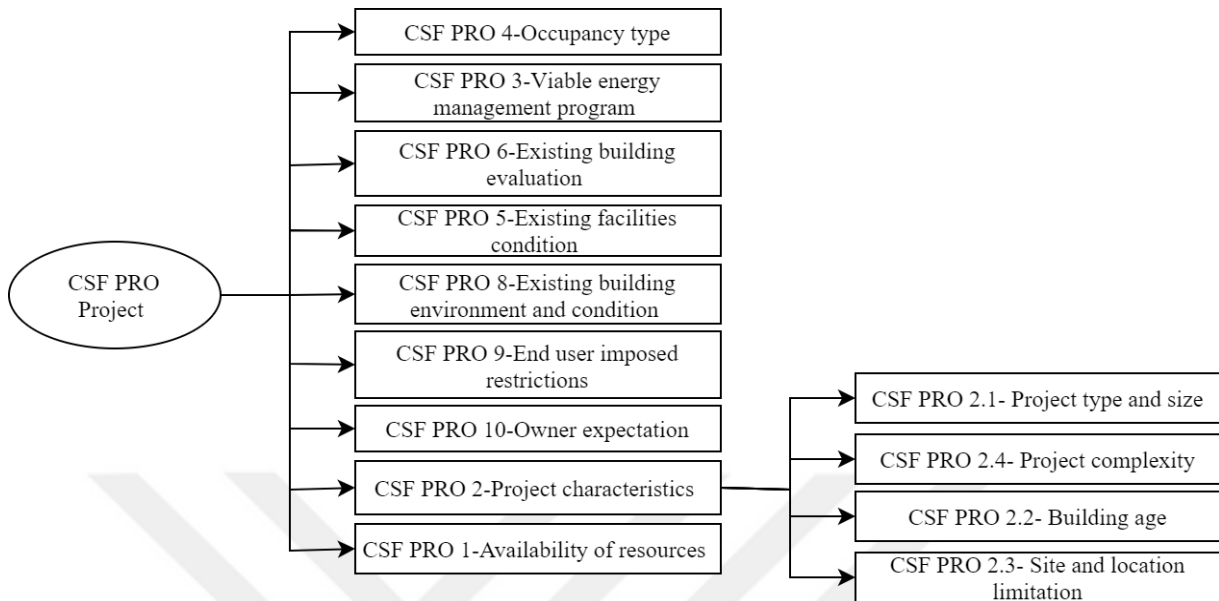 CSF PRO 4-Occupancy type
CSF PRO 3-Viable energy
management program
CSF PRO 6-Existing building
evaluation
CSF PRO 5-Existing facilities
condition
CSF PRO
Project
CSF PRO 8-Existing building
environment and condition
CSF PRO 9-End user imposed
restrictions
CSF PRO 10-Owner expectation
CSF PRO 2-Project characteristics
CSF PRO 1-Availability of resources
CSF PRO 2.1- Project type and size
CSF PRO 2.4- Project complexity
CSF PRO 2.2- Building age
CSF PRO 2.3- Site and location
limitation